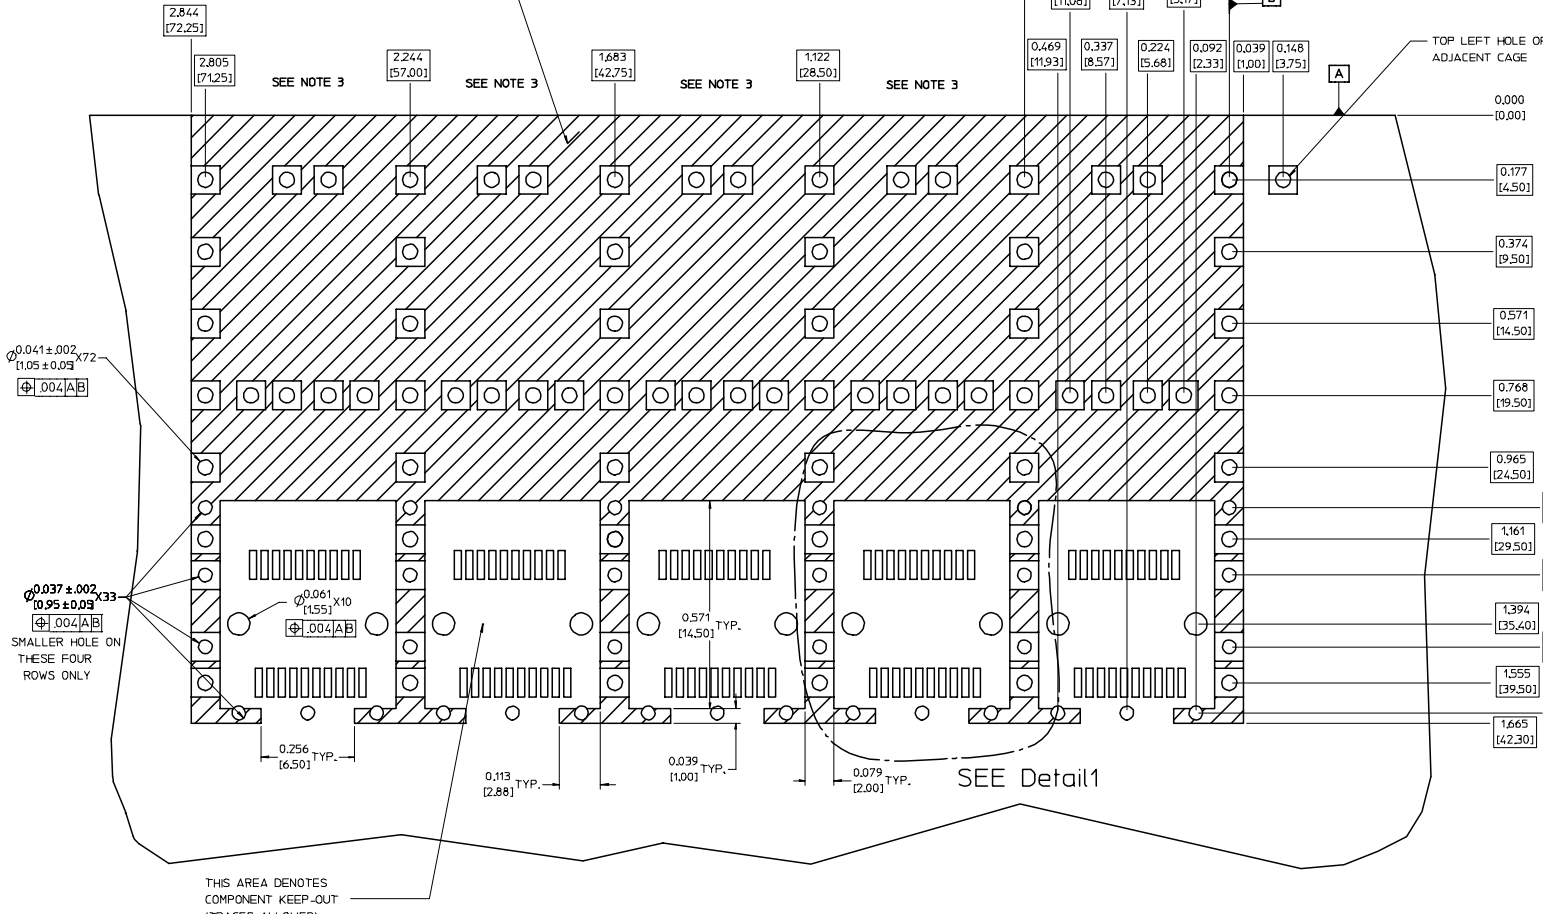 2.844
[72.25]
2.805
[71.25]
SEE NOTE 3
2.244
[57.00]
SEE NOTE 3
1.683
[42.75]
SEE NOTE 3
1.122
[28.50]
SEE NOTE 3
0.469
[11.93]
0.337
[8.57]
0.224
[5.68]
0.092
[2.33]
0.039
[1.00]
0.148
[3.75]
A
TOP LEFT HOLE
ADJACENT CAGE
0.000
[0.00]
0.177
[4.50]
0.374
[9.50]
0.571
[14.50]
Ø0.041±.002 X72
[1.05±0.05]
⌖ .004 A B
0.768
[19.50]
0.965
[24.50]
1.161
[29.50]
Ø0.037±.002 X33
[0.95±0.05]
⌖ .004 A B
SMALLER HOLE ON
THESE FOUR
ROWS ONLY
Ø0.061 X10
[1.55]
⌖ .004 A B
0.571 TYP.
[14.50]
1.394
[35.40]
1.555
[39.50]
1.665
[42.30]
0.256 TYP.
[6.50]
0.113 TYP.
[2.88]
0.039 TYP.
[1.00]
0.079 TYP.
[2.00]
SEE Detail1
THIS AREA DENOTES
COMPONENT KEEP-OUT